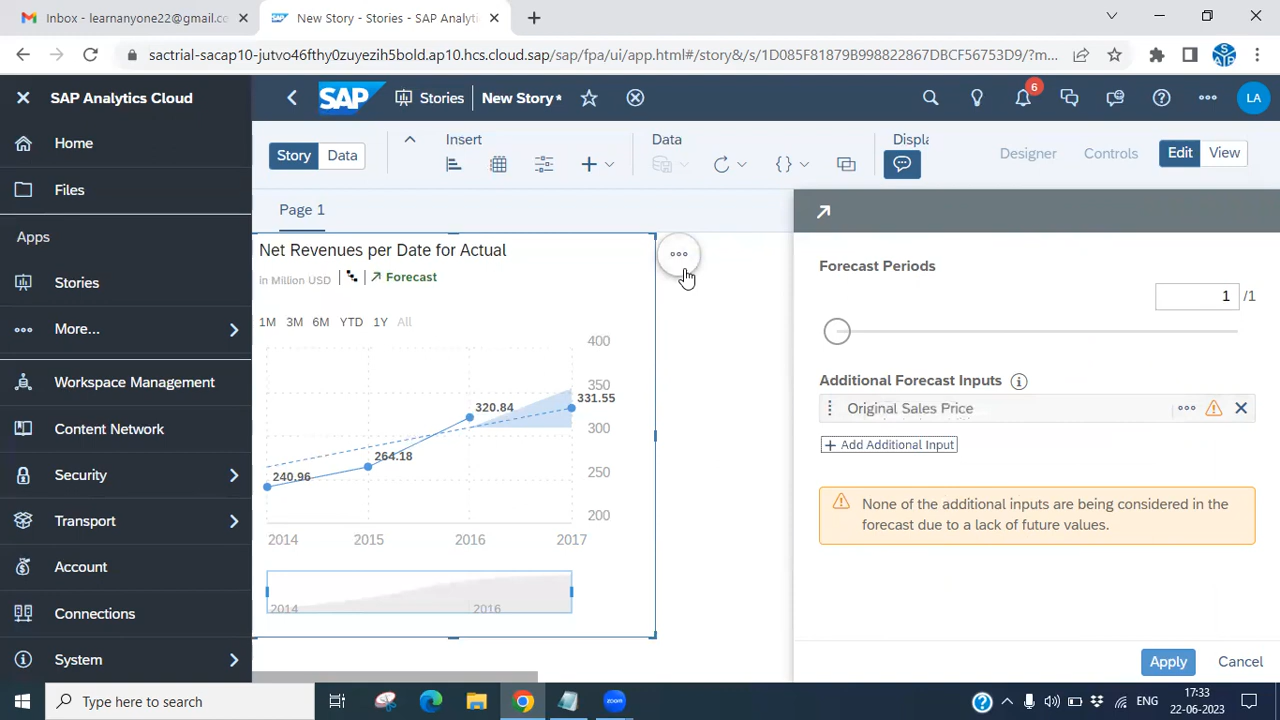 Inbox - learnanyone22@gmail.co
New Story - Stories - SAP Analyti
sactrial-sacap10-jutvo46fthy0zuyezih5bold.ap10.hcs.cloud.sap/sap/fpa/ui/app.html#/story&/s/1D085F81879B998822867DBCF56753D9/?m...
SAP Analytics Cloud
SAP
Stories
New Story*
6
LA
Home
Files
Apps
Stories
More...
Workspace Management
Content Network
Security
Transport
Account
Connections
System
Story
Data
Insert
Data
Displa
Designer
Controls
Edit
View
Page 1
Net Revenues per Date for Actual
in Million USD
Forecast
1M 3M 6M YTD 1Y All
400
350
300
250
200
240.96
264.18
320.84
331.55
2014 2015 2016 2017
2014 2016
Forecast Periods
1 /1
Additional Forecast Inputs
Original Sales Price
+ Add Additional Input
None of the additional inputs are being considered in the
forecast due to a lack of future values.
Apply
Cancel
Type here to search
zoom
ENG
17:33
22-06-2023